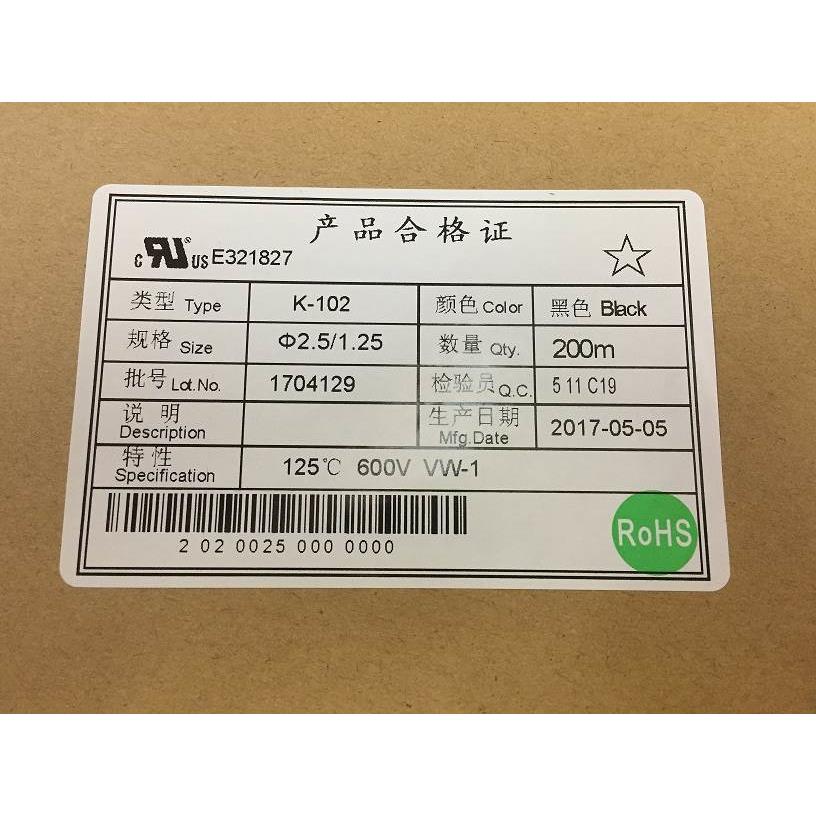 产品合格证
c RU ® US E321827
类型 Type K-102 颜色 Color 黑色 Black
规格 Size Φ2.5/1.25 数量 Qty. 200m
批号 Lot.No. 1704129 检验员 Q.C. 5 11 C19
说 明 Description 生产日期 Mfg.Date 2017-05-05
特 性 Specification 125℃ 600V VW-1
2 02 0025 000 0000
RoHS